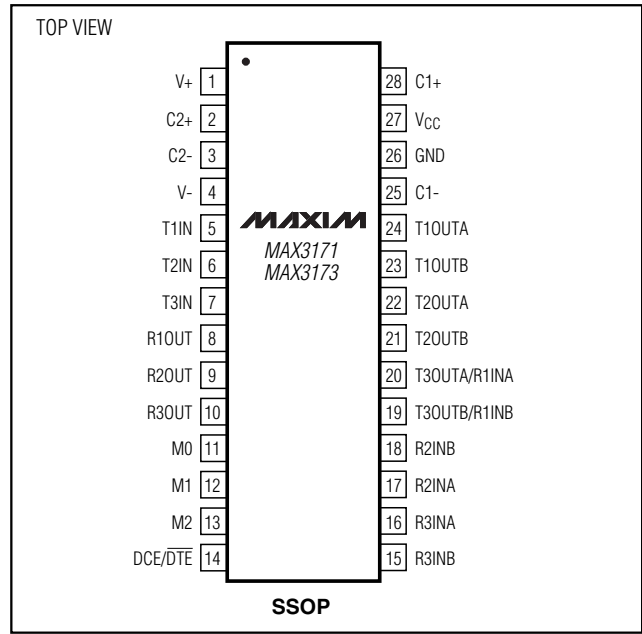 TOP VIEW
V+ 1
C2+ 2
C2- 3
V- 4
T1IN 5
T2IN 6
T3IN 7
R1OUT 8
R2OUT 9
R3OUT 10
M0 11
M1 12
M2 13
DCE/D̅T̅E̅ 14
MAXIM
MAX3171
MAX3173
28 C1+
27 VCC
26 GND
25 C1-
24 T1OUTA
23 T1OUTB
22 T2OUTA
21 T2OUTB
20 T3OUTA/R1INA
19 T3OUTB/R1INB
18 R2INB
17 R2INA
16 R3INA
15 R3INB
SSOP